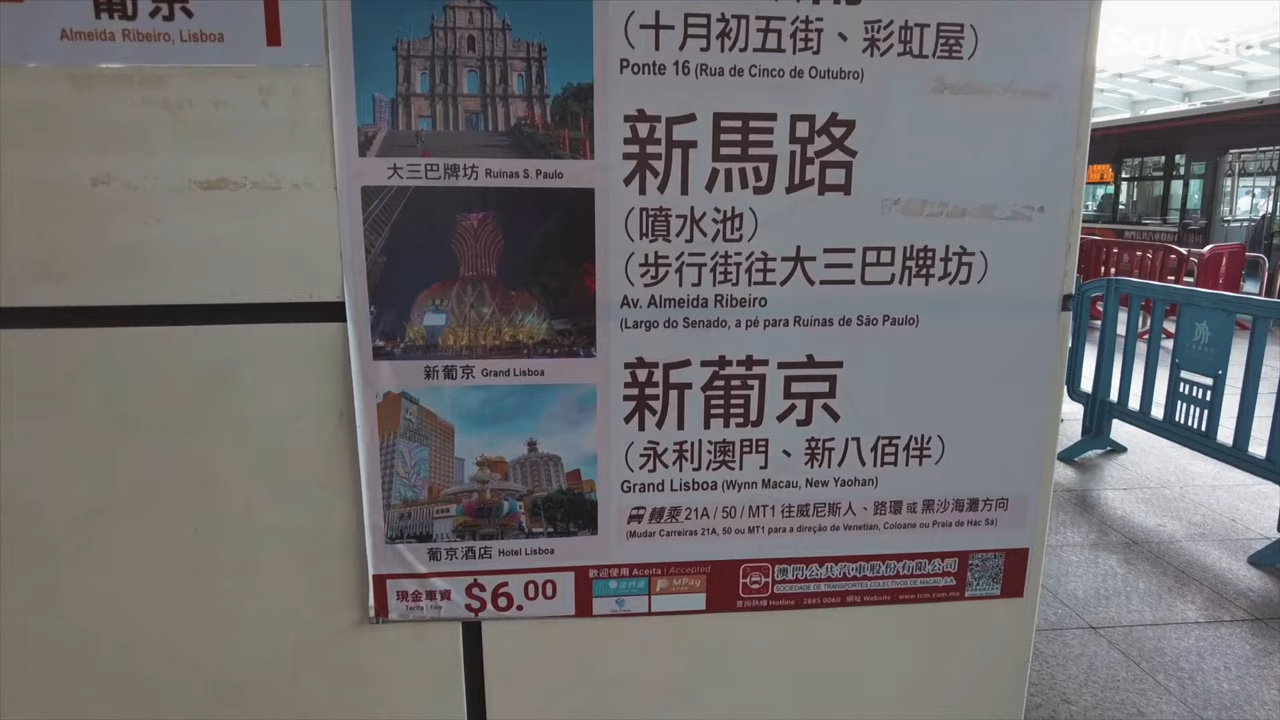 葡京
Almeida Ribeiro, Lisboa
Sol Asia
大三巴牌坊 Ruínas S. Paulo
新葡京 Grand Lisboa
葡京酒店 Hotel Lisboa
(十月初五街、彩虹屋)
Ponte 16 (Rua de Cinco de Outubro)
新馬路
(噴水池)
(步行街往大三巴牌坊)
Av. Almeida Ribeiro
(Largo do Senado, a pé para Ruínas de São Paulo)
新葡京
(永利澳門、新八佰伴)
Grand Lisboa (Wynn Macau, New Yaohan)
轉乘 21A / 50 / MT1 往威尼斯人、路環 或 黑沙海灘方向
(Mudar Carreiras 21A, 50 ou MT1 para a direção de Venetian, Coloane ou Praia de Hác Sá)
現金車資 $6.00
Tarifa | Fare
歡迎使用 Aceita | Accepted
澳門通
MPay
澳門公共汽車股份有限公司
SOCIEDADE DE TRANSPORTES COLECTIVOS DE MACAU, S.A.
查詢熱線 Hotline : 2885 0060 網址 Website : www.tcm.com.mo